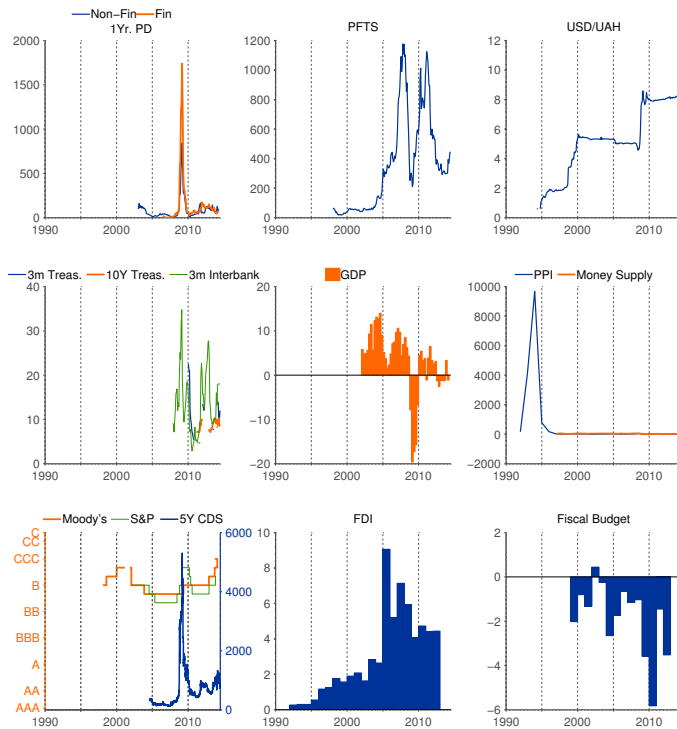 Non-Fin Fin
1Yr. PD
2000
1500
1000
500
0
1990 2000 2010
PFTS
1200
1000
800
600
400
200
0
1990 2000 2010
USD/UAH
12
10
8
6
4
2
0
1990 2000 2010
3m Treas. 10Y Treas. 3m Interbank
40
30
20
10
0
1990 2000 2010
GDP
20
10
0
−10
−20
1990 2000 2010
PPI Money Supply
10000
8000
6000
4000
2000
0
−2000
1990 2000 2010
Moody's S&P 5Y CDS
C
CC
CCC
B
BB
BBB
A
AA
AAA
6000
4000
2000
0
1990 2000 2010
FDI
10
8
6
4
2
0
1990 2000 2010
Fiscal Budget
2
0
−2
−4
−6
1990 2000 2010